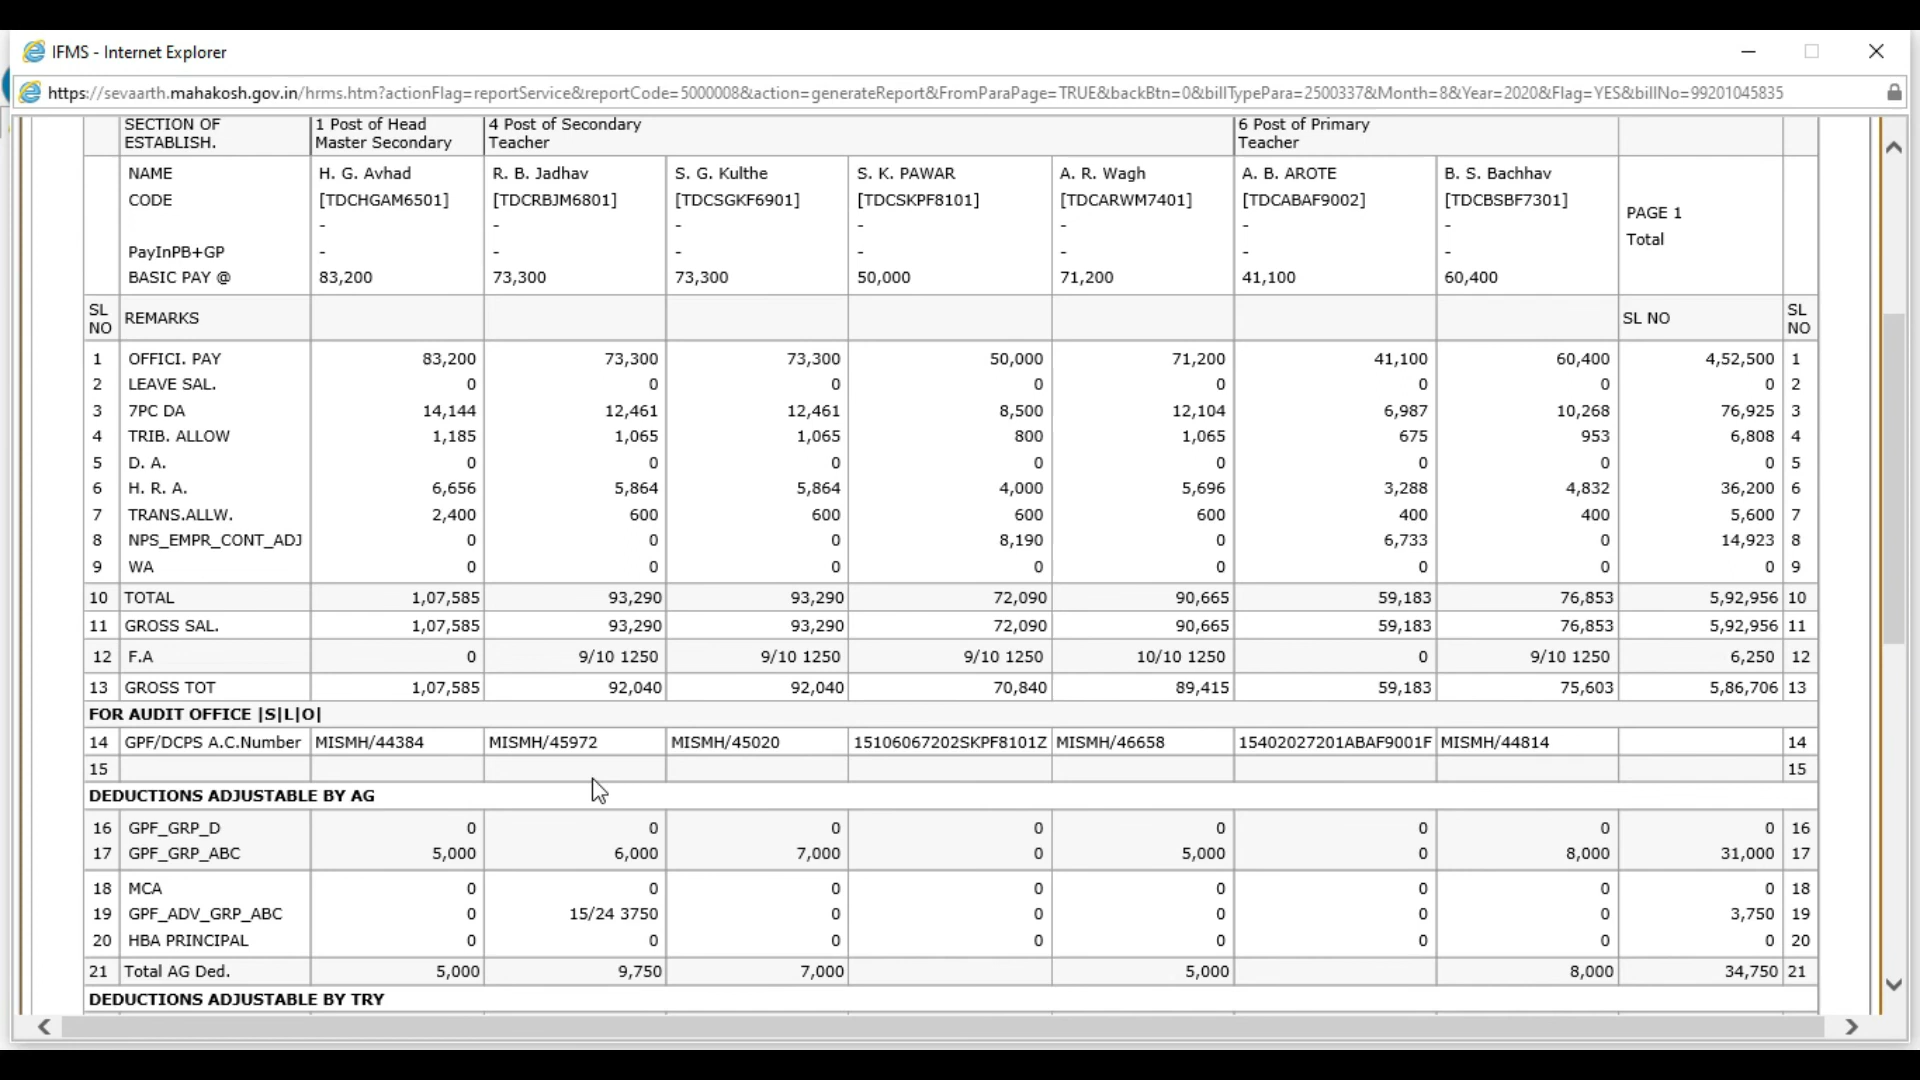 IFMS - Internet Explorer
https://sevaarth.mahakosh.gov.in/hrms.htm?actionFlag=reportService&reportCode=5000008&action=generateReport&FromParaPage=TRUE&backBtn=0&billTypePara=2500337&Month=8&Year=2020&Flag=YES&billNo=99201045835
SECTION OF ESTABLISH. 1 Post of Head Master Secondary 4 Post of Secondary Teacher 6 Post of Primary Teacher
NAME H. G. Avhad R. B. Jadhav S. G. Kulthe S. K. PAWAR A. R. Wagh A. B. AROTE B. S. Bachhav
CODE [TDCHGAM6501] [TDCRBJM6801] [TDCSGKF6901] [TDCSKPF8101] [TDCARWM7401] [TDCABAF9002] [TDCBSBF7301] PAGE 1
- - - - - - - Total
PayInPB+GP - - - - - - -
BASIC PAY @ 83,200 73,300 73,300 50,000 71,200 41,100 60,400
SL NO REMARKS SL NO SL NO
1 OFFICI. PAY 83,200 73,300 73,300 50,000 71,200 41,100 60,400 4,52,500 1
2 LEAVE SAL. 0 0 0 0 0 0 0 0 2
3 7PC DA 14,144 12,461 12,461 8,500 12,104 6,987 10,268 76,925 3
4 TRIB. ALLOW 1,185 1,065 1,065 800 1,065 675 953 6,808 4
5 D. A. 0 0 0 0 0 0 0 0 5
6 H. R. A. 6,656 5,864 5,864 4,000 5,696 3,288 4,832 36,200 6
7 TRANS.ALLW. 2,400 600 600 600 600 400 400 5,600 7
8 NPS_EMPR_CONT_ADJ 0 0 0 8,190 0 6,733 0 14,923 8
9 WA 0 0 0 0 0 0 0 0 9
10 TOTAL 1,07,585 93,290 93,290 72,090 90,665 59,183 76,853 5,92,956 10
11 GROSS SAL. 1,07,585 93,290 93,290 72,090 90,665 59,183 76,853 5,92,956 11
12 F.A 0 9/10 1250 9/10 1250 9/10 1250 10/10 1250 0 9/10 1250 6,250 12
13 GROSS TOT 1,07,585 92,040 92,040 70,840 89,415 59,183 75,603 5,86,706 13
FOR AUDIT OFFICE |S|L|O|
14 GPF/DCPS A.C.Number MISMH/44384 MISMH/45972 MISMH/45020 15106067202SKPF8101Z MISMH/46658 15402027201ABAF9001F MISMH/44814 14
15 15
DEDUCTIONS ADJUSTABLE BY AG
16 GPF_GRP_D 0 0 0 0 0 0 0 0 16
17 GPF_GRP_ABC 5,000 6,000 7,000 0 5,000 0 8,000 31,000 17
18 MCA 0 0 0 0 0 0 0 0 18
19 GPF_ADV_GRP_ABC 0 15/24 3750 0 0 0 0 0 3,750 19
20 HBA PRINCIPAL 0 0 0 0 0 0 0 0 20
21 Total AG Ded. 5,000 9,750 7,000 5,000 8,000 34,750 21
DEDUCTIONS ADJUSTABLE BY TRY